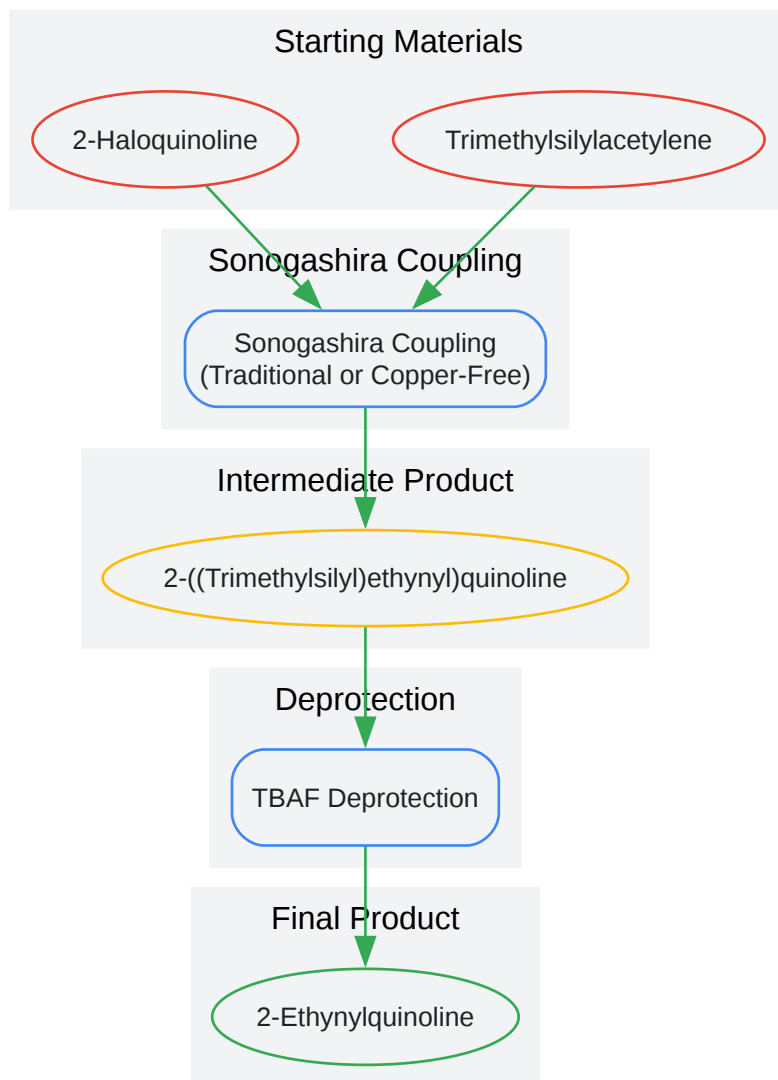 Starting Materials
2-Haloquinoline
Trimethylsilylacetylene
Sonogashira Coupling
Sonogashira Coupling
(Traditional or Copper-Free)
Intermediate Product
2-((Trimethylsilyl)ethynyl)quinoline
Deprotection
TBAF Deprotection
Final Product
2-Ethynylquinoline